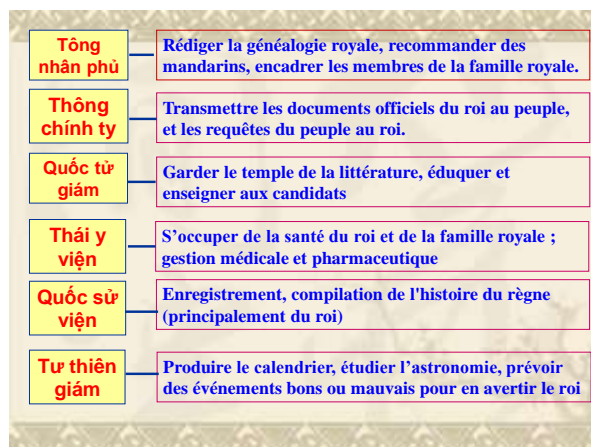 Tông
nhân phủ
Rédiger la généalogie royale, recommander des
mandarins, encadrer les membres de la famille royale.
Thông
chính ty
Transmettre les documents officiels du roi au peuple,
et les requêtes du peuple au roi.
Quốc tử
giám
Garder le temple de la littérature, éduquer et
enseigner aux candidats
Thái y
viện
S’occuper de la santé du roi et de la famille royale ;
gestion médicale et pharmaceutique
Quốc sử
viện
Enregistrement, compilation de l'histoire du règne
(principalement du roi)
Tư thiên
giám
Produire le calendrier, étudier l’astronomie, prévoir
des événements bons ou mauvais pour en avertir le roi